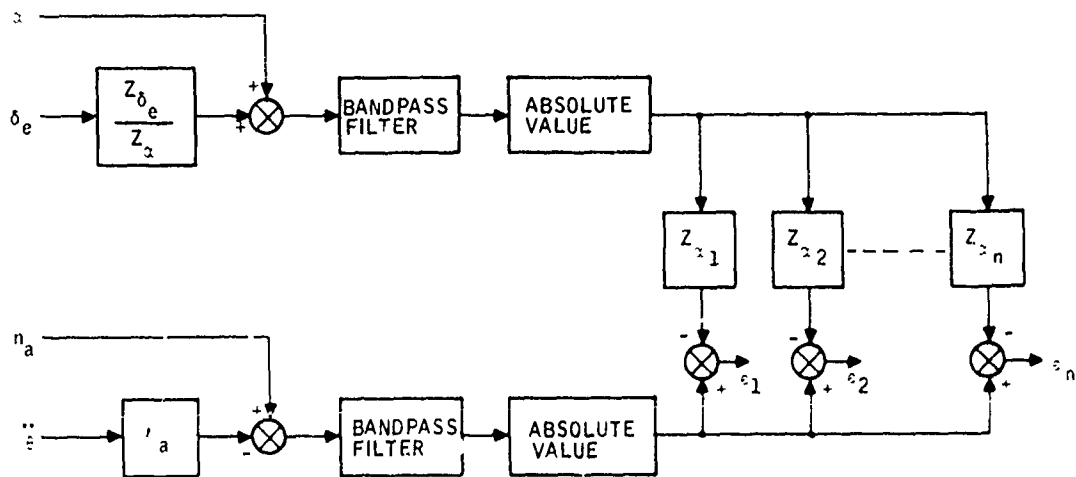 α
δe
Zδe
Zα
+
+
BANDPASS
FILTER
ABSOLUTE
VALUE
Zα1
Zα2
Zαn
-
-
-
ε1
ε2
εn
+
+
+
na
a
+
-
BANDPASS
FILTER
ABSOLUTE
VALUE